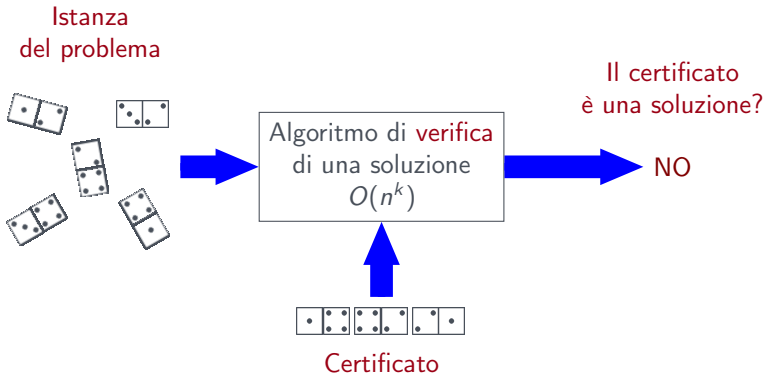 Istanza
del problema
Algoritmo di verifica
di una soluzione
O(n^k)
Il certificato
è una soluzione?
NO
Certificato